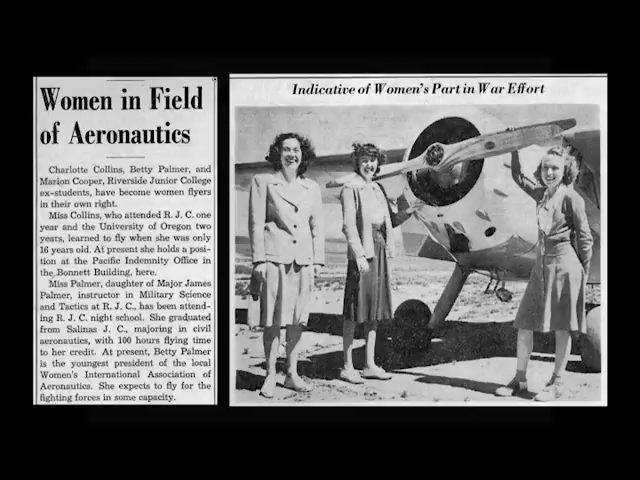 Women in Field
of Aeronautics
Charlotte Collins, Betty Palmer, and
Marion Cooper, Riverside Junior College
ex-students, have become women flyers
in their own right.
Miss Collins, who attended R. J. C. one
year and the University of Oregon two
years, learned to fly when she was only
16 years old. At present she holds a posi-
tion at the Pacific Indemnity Office in
the Bonnett Building, here.
Miss Palmer, daughter of Major James
Palmer, instructor in Military Science
and Tactics at R. J. C., has been attend-
ing R. J. C. night school. She graduated
from Salinas J. C., majoring in civil
aeronautics, with 100 hours flying time
to her credit. At present, Betty Palmer
is the youngest president of the local
Women's International Association of
Aeronautics. She expects to fly for the
fighting forces in some capacity.
Indicative of Women's Part in War Effort